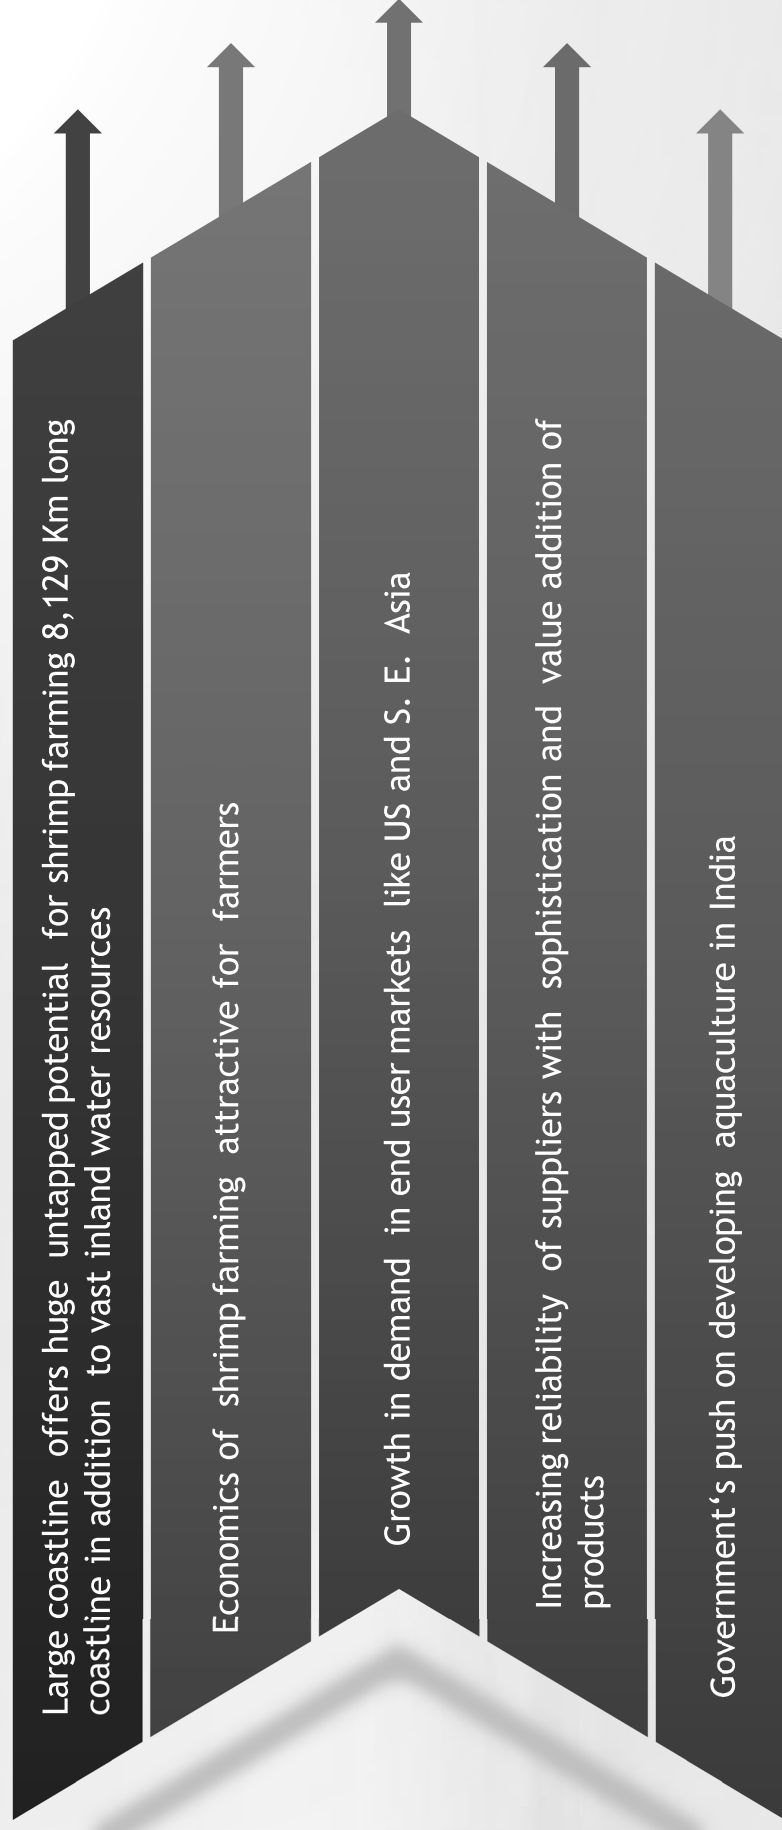 Large coastline offers huge untapped potential for shrimp farming 8,129 Km long
coastline in addition to vast inland water resources
Economics of shrimp farming attractive for farmers
Growth in demand in end user markets like US and S. E. Asia
Increasing reliability of suppliers with sophistication and value addition of
products
Government‘s push on developing aquaculture in India